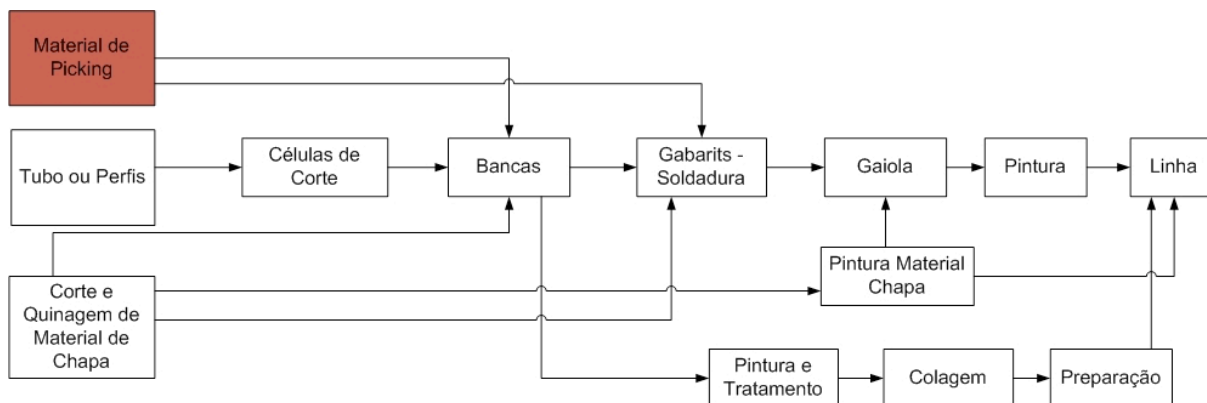 Material de
Picking
Tubo ou Perfis
Células de
Corte
Bancas
Gabarits -
Soldadura
Gaiola
Pintura
Linha
Corte e
Quinagem de
Material de
Chapa
Pintura Material
Chapa
Pintura e
Tratamento
Colagem
Preparação